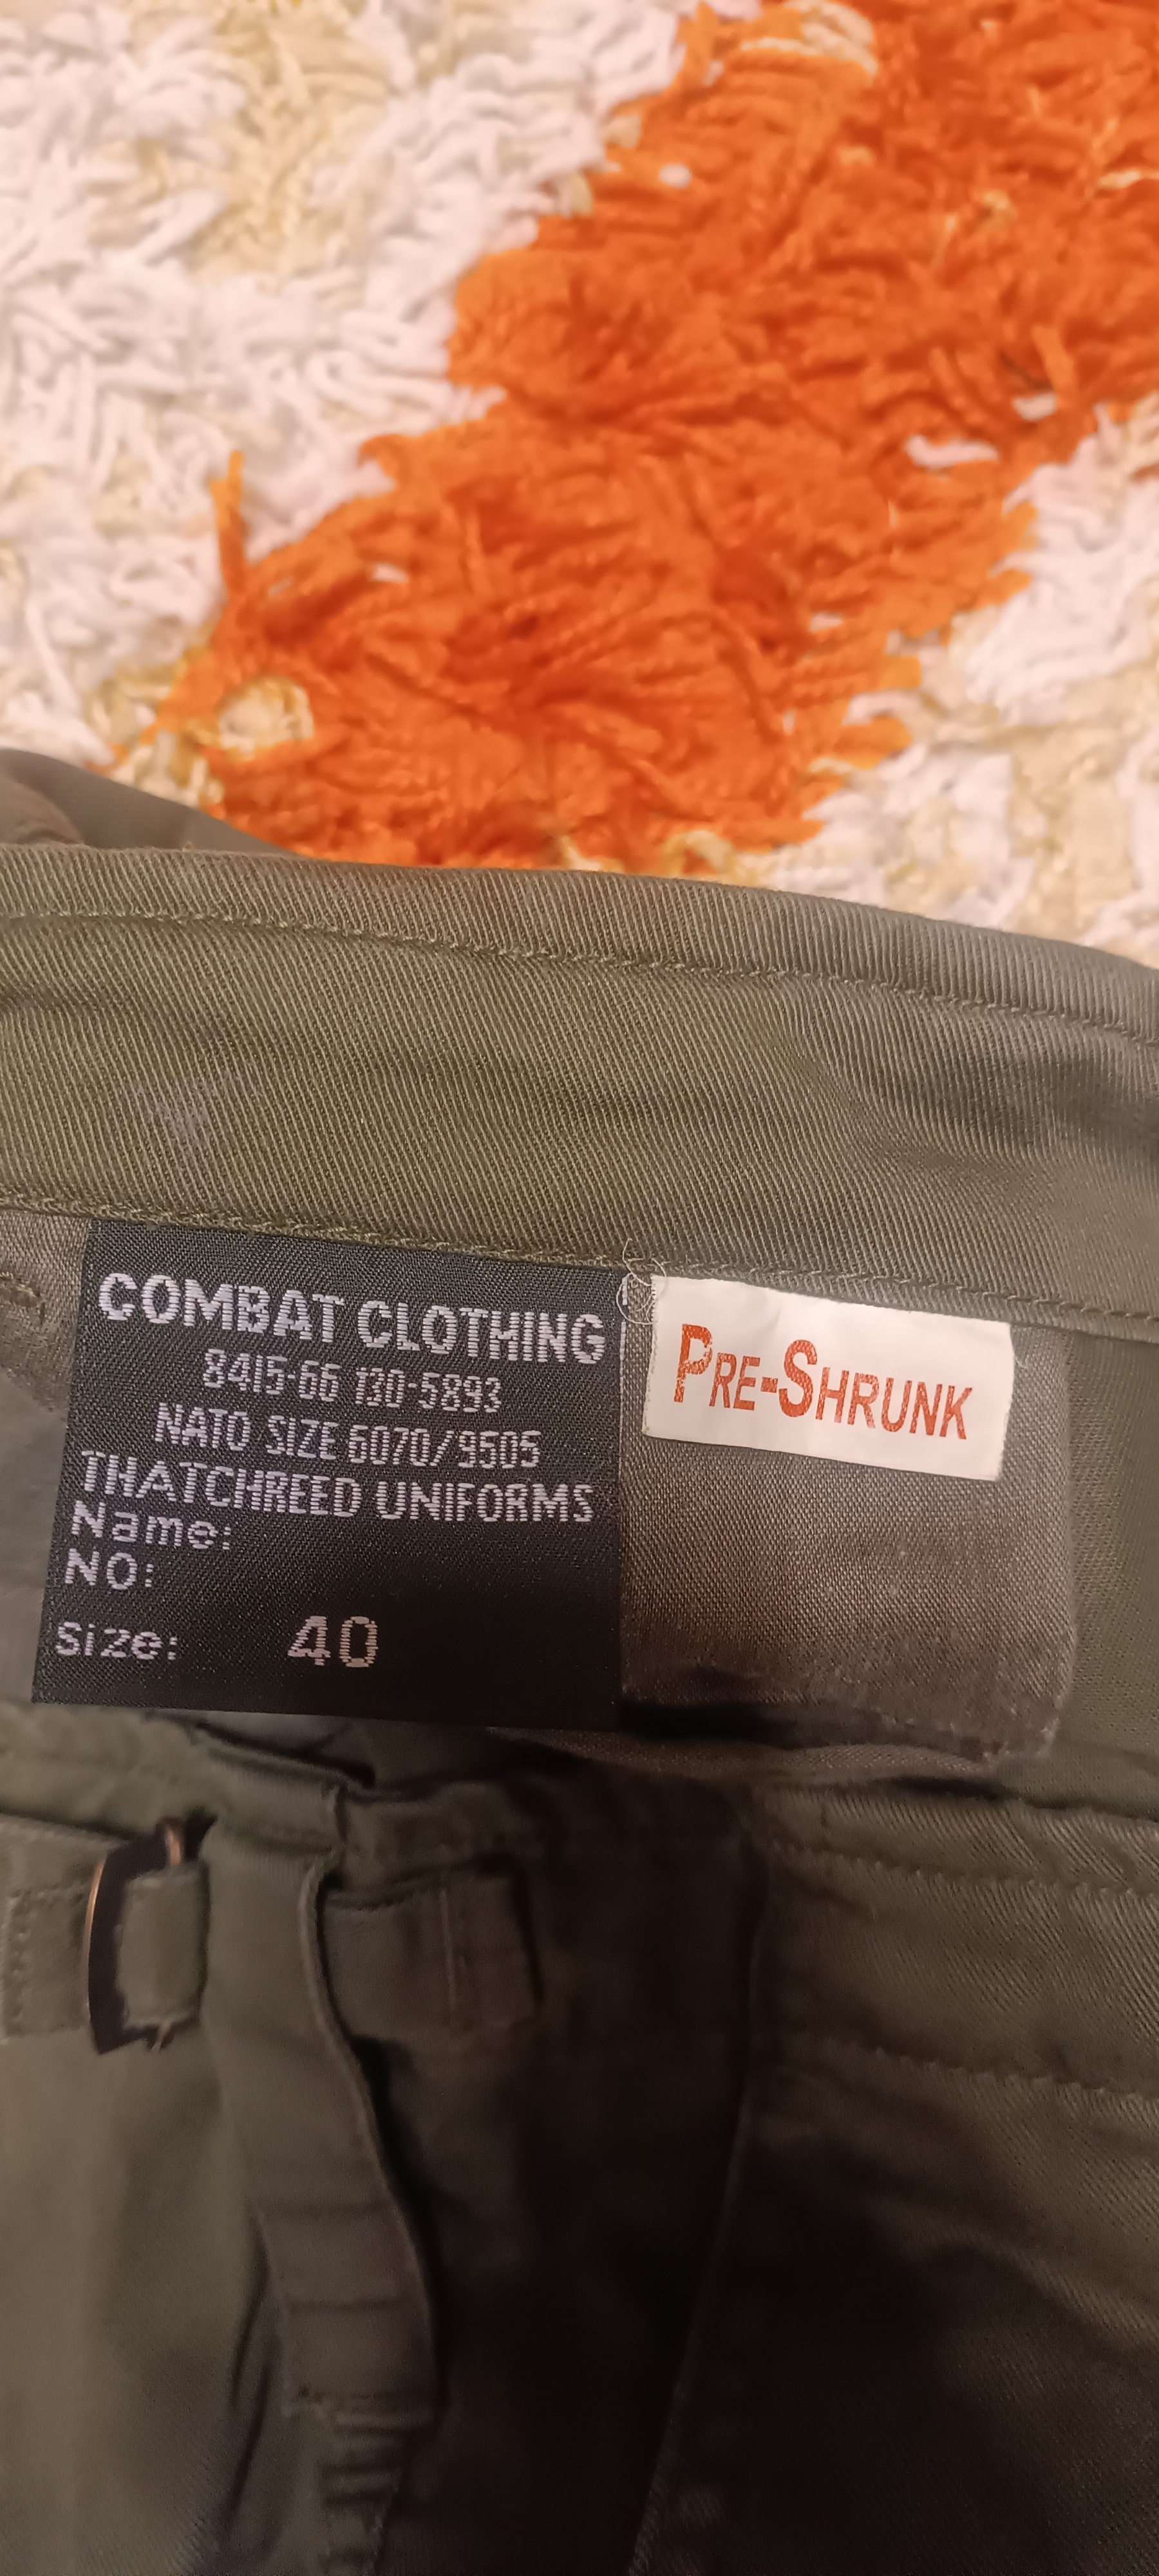 COMBAT CLOTHING
8415-66 130-5893
NATO SIZE 6070/9505
THATCHREED UNIFORMS
Name:
NO:
Size: 40
PRE-SHRUNK